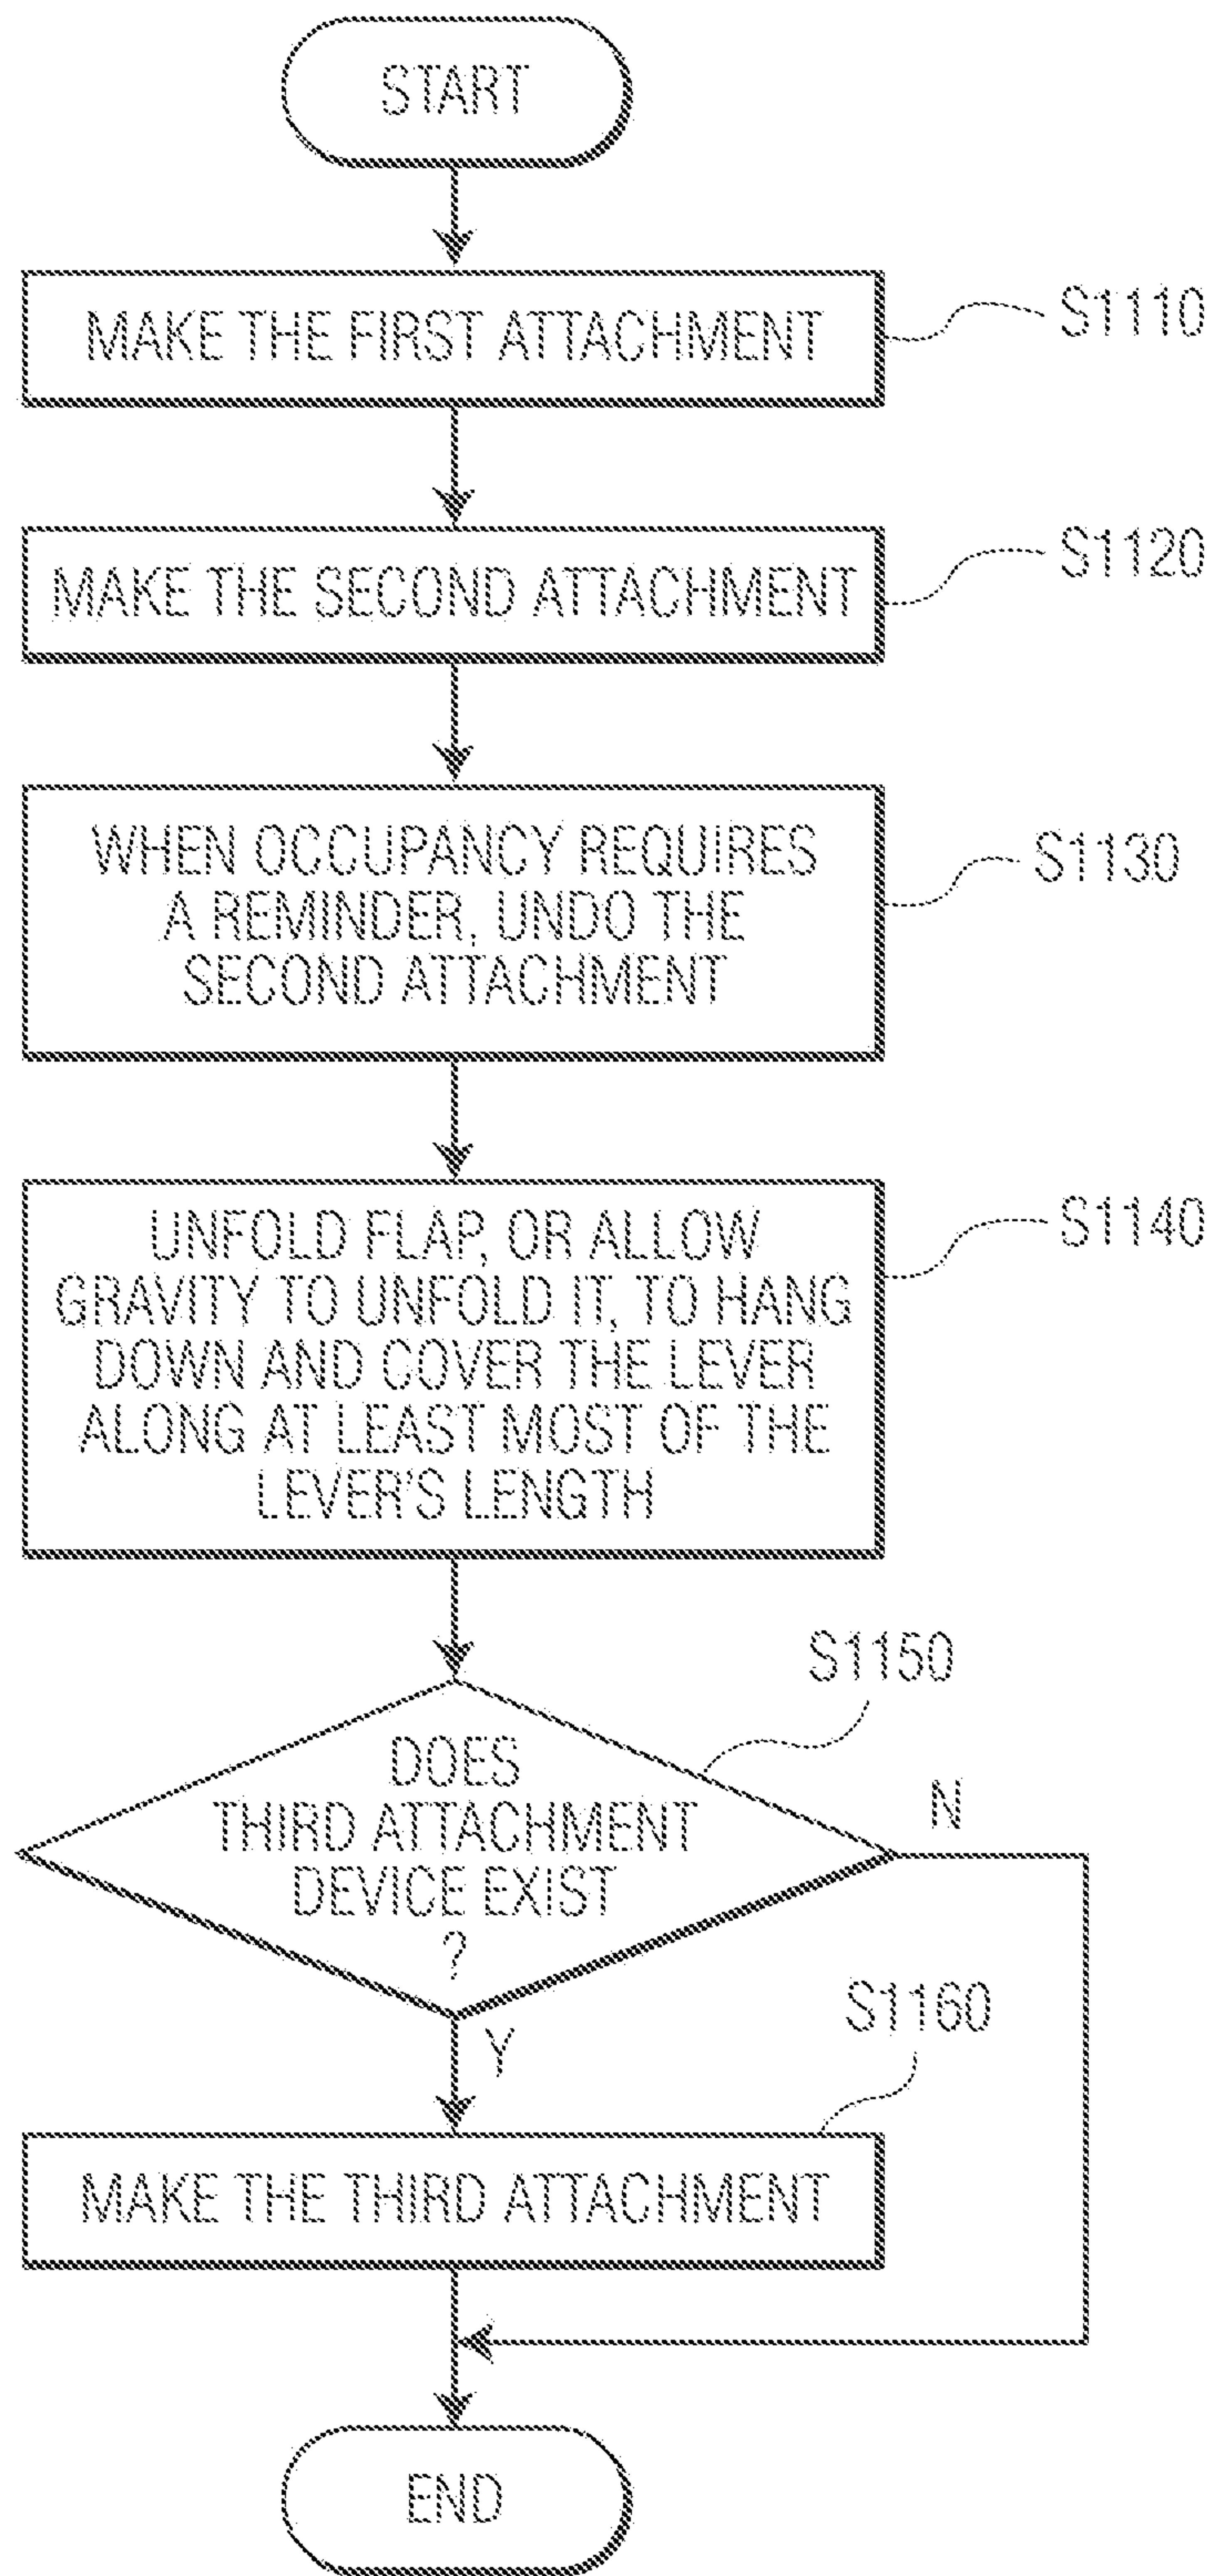 START
MAKE THE FIRST ATTACHMENT
S1110
MAKE THE SECOND ATTACHMENT
S1120
WHEN OCCUPANCY REQUIRES
A REMINDER, UNDO THE
SECOND ATTACHMENT
S1130
UNFOLD FLAP, OR ALLOW
GRAVITY TO UNFOLD IT, TO HANG
DOWN AND COVER THE LEVER
ALONG AT LEAST MOST OF THE
LEVER'S LENGTH
S1140
S1150
DOES
THIRD ATTACHMENT
DEVICE EXIST
?
N
Y
S1160
MAKE THE THIRD ATTACHMENT
END